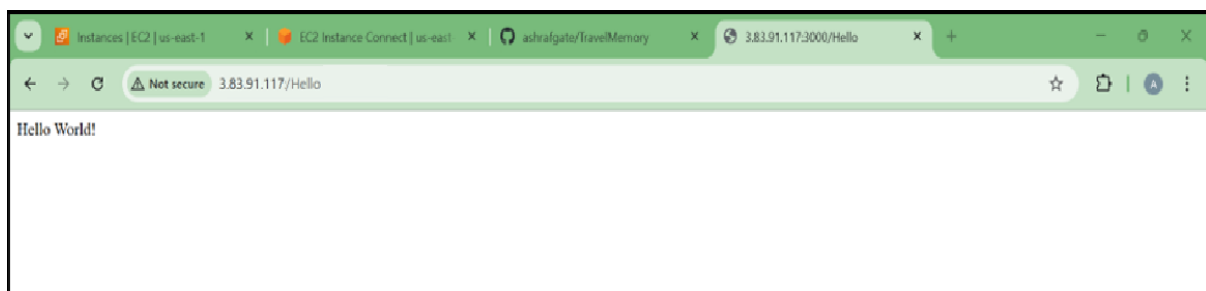 Instances | EC2 | us-east-1
EC2 Instance Connect | us-east
ashrafgate/TravelMemory
3.83.91.117:3000/Hello
Not secure
3.83.91.117/Hello
A
Hello World!